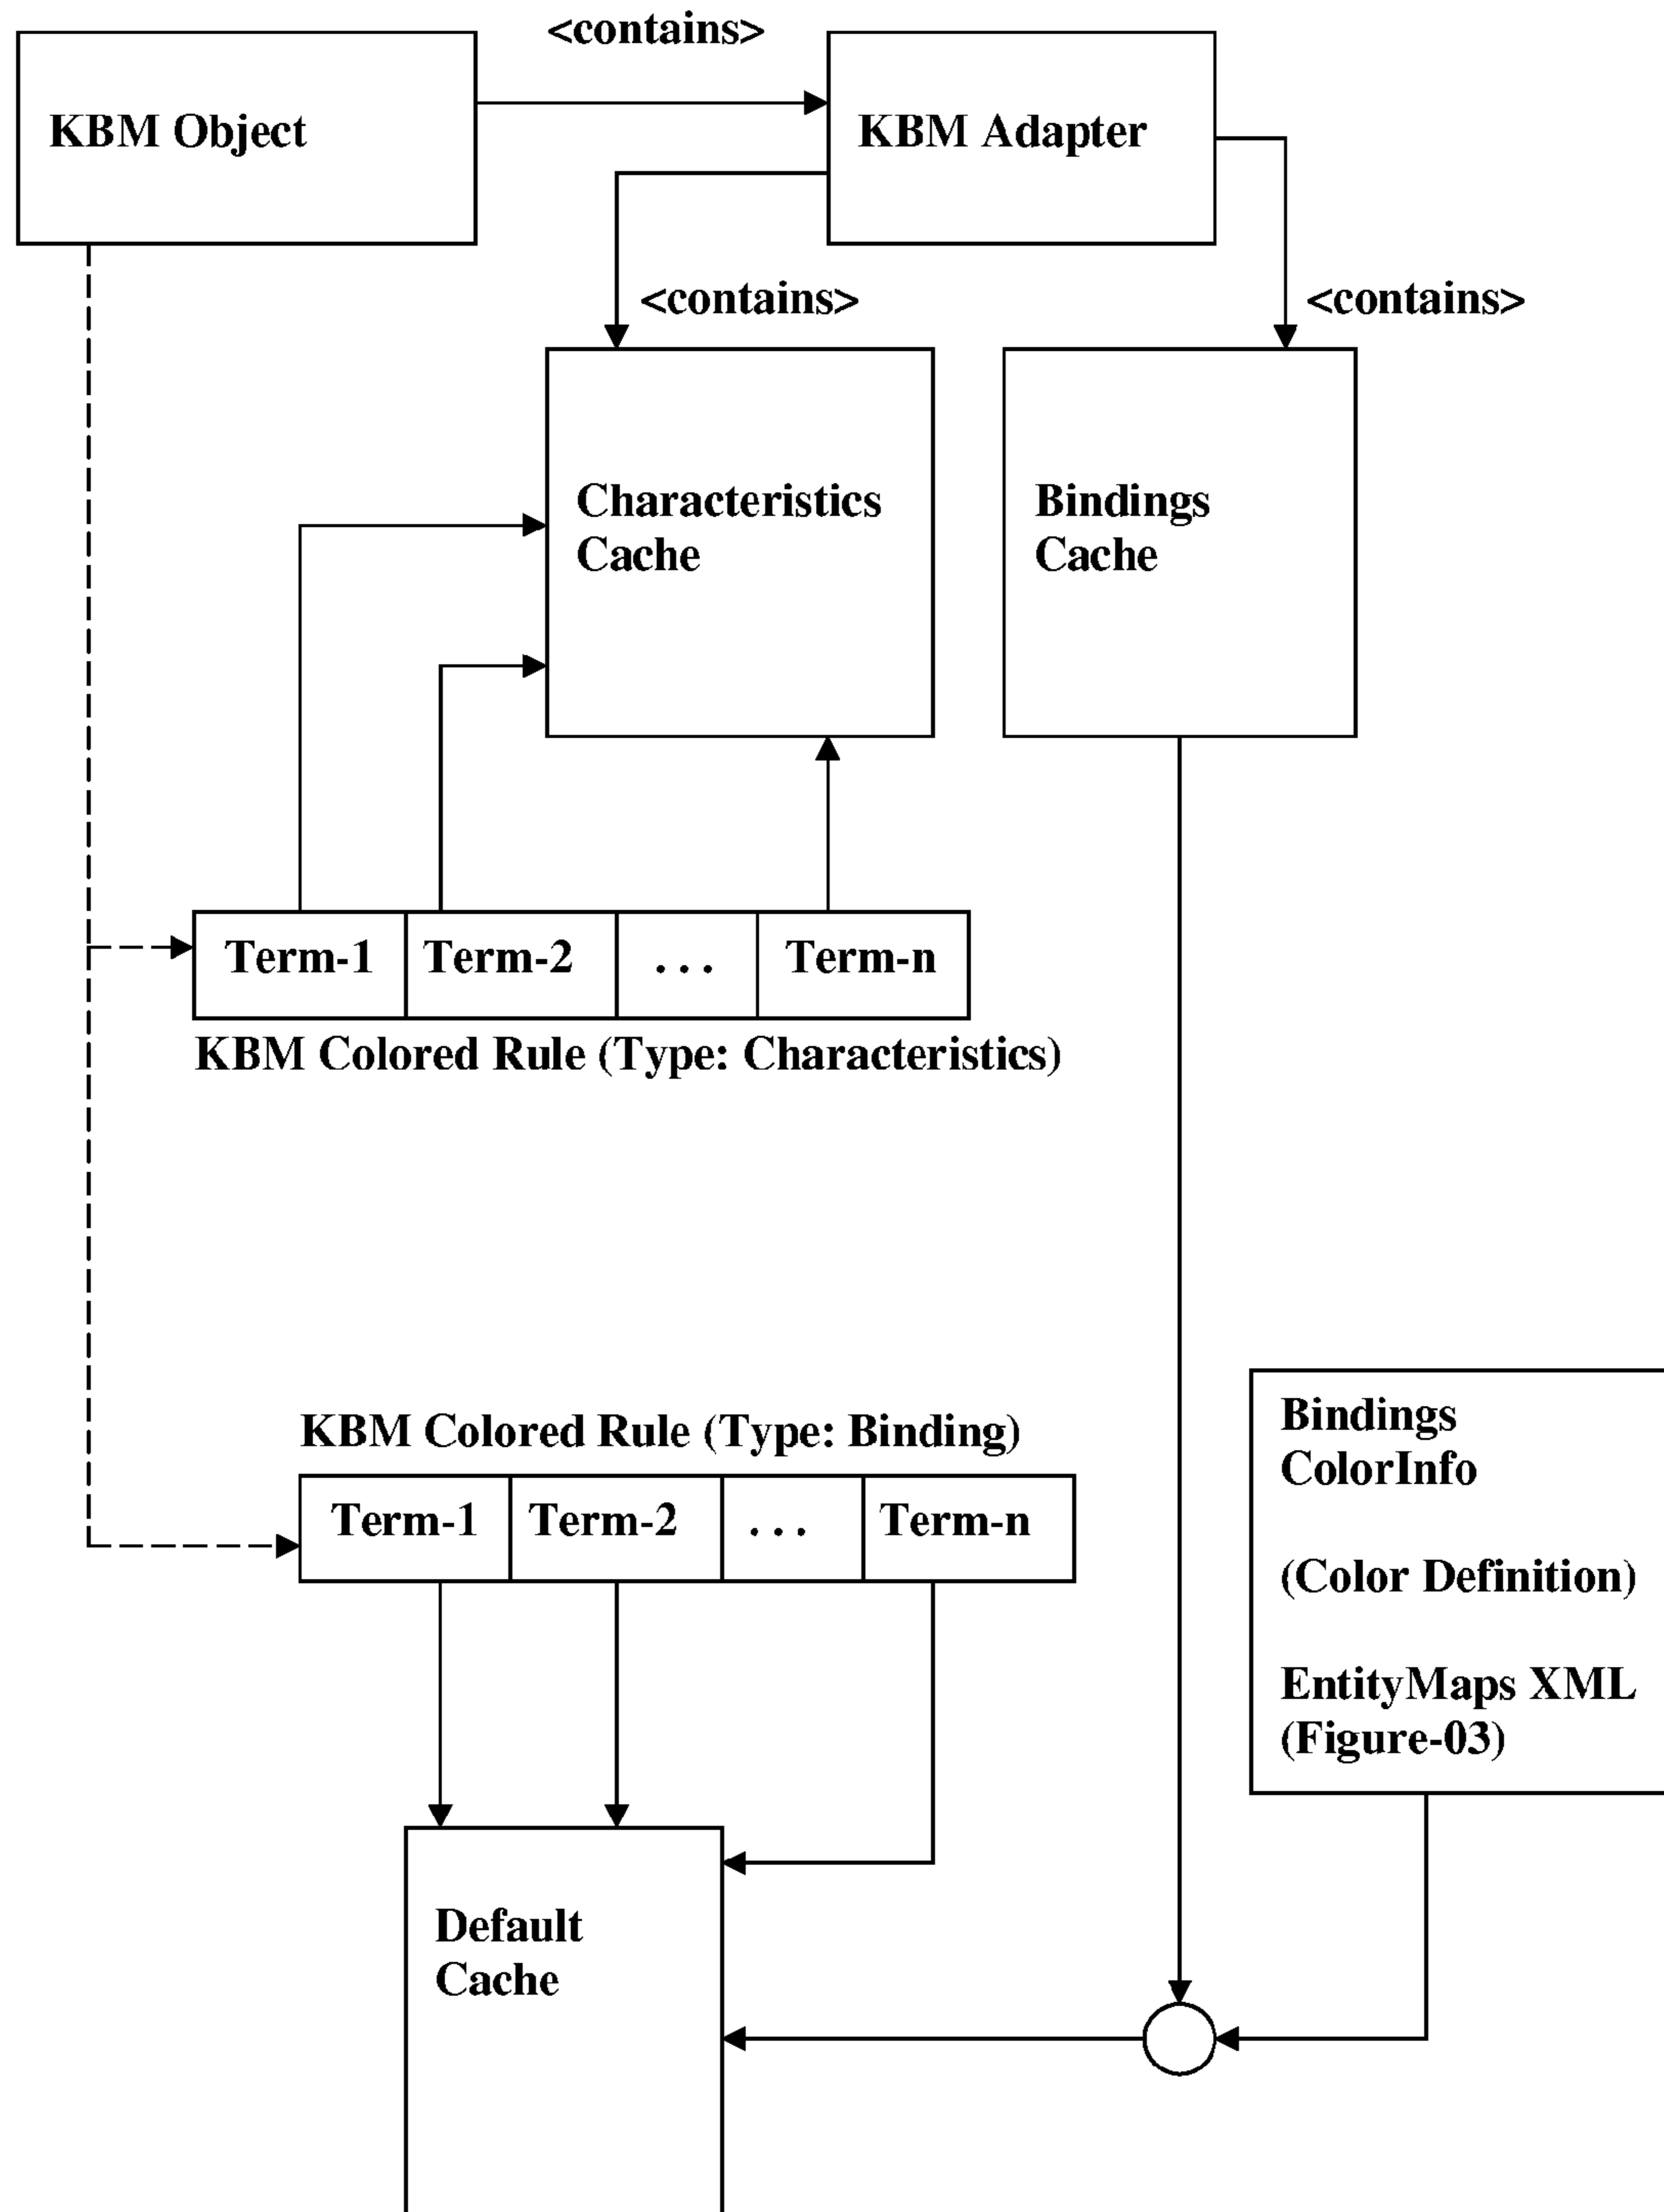 <contains>
KBM Object
KBM Adapter
<contains>
<contains>
Characteristics
Cache
Bindings
Cache
Term-1
Term-2
...
Term-n
KBM Colored Rule (Type: Characteristics)
KBM Colored Rule (Type: Binding)
Term-1
Term-2
...
Term-n
Bindings
ColorInfo
(Color Definition)
EntityMaps XML
(Figure-03)
Default
Cache